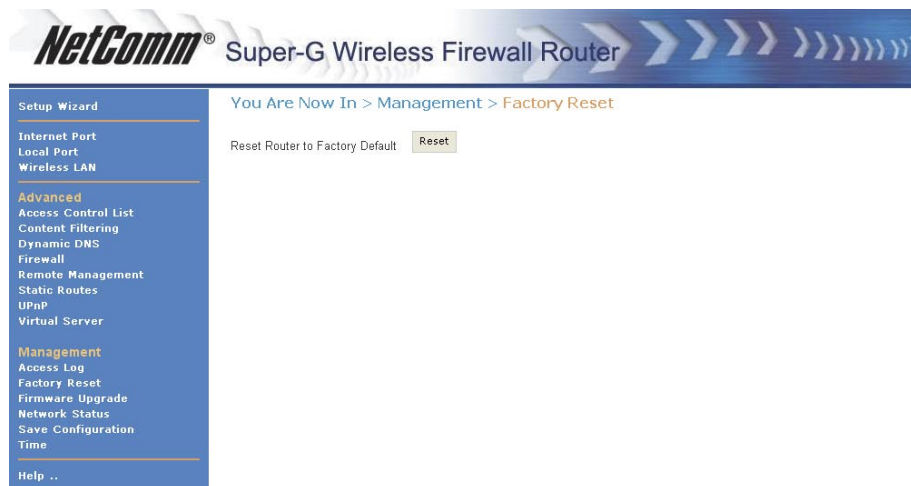 NetComm® Super-G Wireless Firewall Router
Setup Wizard
Internet Port
Local Port
Wireless LAN
Advanced
Access Control List
Content Filtering
Dynamic DNS
Firewall
Remote Management
Static Routes
UPnP
Virtual Server
Management
Access Log
Factory Reset
Firmware Upgrade
Network Status
Save Configuration
Time
Help ..
You Are Now In > Management > Factory Reset
Reset Router to Factory Default Reset